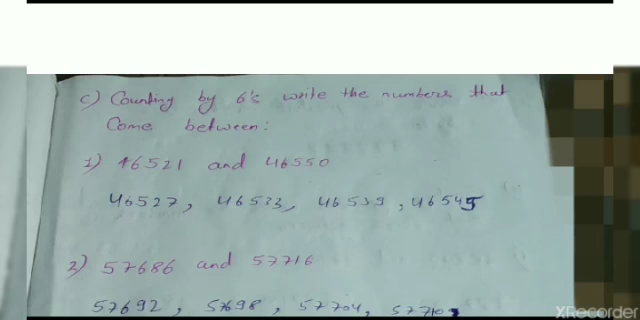 c) Counting by 6's write the numbers that
Come between:
1) 46521 and 46550
46527, 46533, 46539, 46545
2) 57686 and 57716
57692, 57698, 57704, 57710
XRecorder